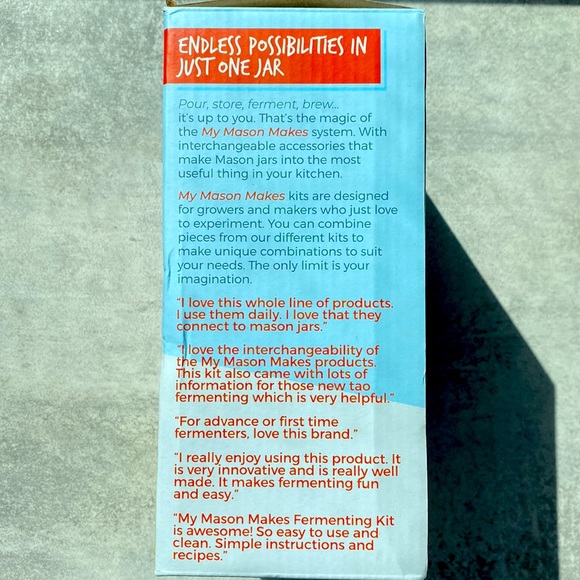 ENDLESS POSSIBILITIES IN
JUST ONE JAR
Pour, store, ferment, brew...
it's up to you. That's the magic of
the My Mason Makes system. With
interchangeable accessories that
make Mason jars into the most
useful thing in your kitchen.
My Mason Makes kits are designed
for growers and makers who just love
to experiment. You can combine
pieces from our different kits to
make unique combinations to suit
your needs. The only limit is your
imagination.
"I love this whole line of products.
I use them daily. I love that they
connect to mason jars."
"I love the interchangeability of
the My Mason Makes products.
This kit also came with lots of
information for those new tao
fermenting which is very helpful."
"For advance or first time
fermenters, love this brand."
"I really enjoy using this product. It
is very innovative and is really well
made. It makes fermenting fun
and easy."
"My Mason Makes Fermenting Kit
is awesome! So easy to use and
clean. Simple instructions and
recipes."